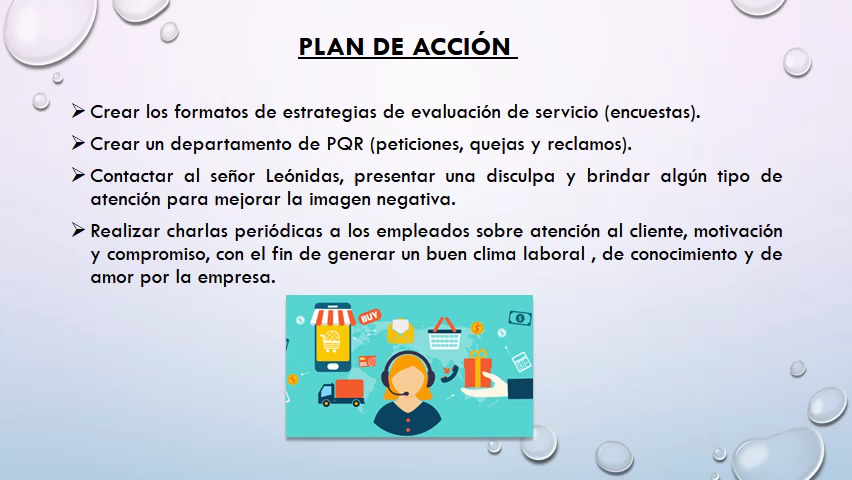 PLAN DE ACCIÓN
➢ Crear los formatos de estrategias de evaluación de servicio (encuestas).
➢ Crear un departamento de PQR (peticiones, quejas y reclamos).
➢ Contactar al señor Leónidas, presentar una disculpa y brindar algún tipo de
atención para mejorar la imagen negativa.
➢ Realizar charlas periódicas a los empleados sobre atención al cliente, motivación
y compromiso, con el fin de generar un buen clima laboral , de conocimiento y de
amor por la empresa.
BUY